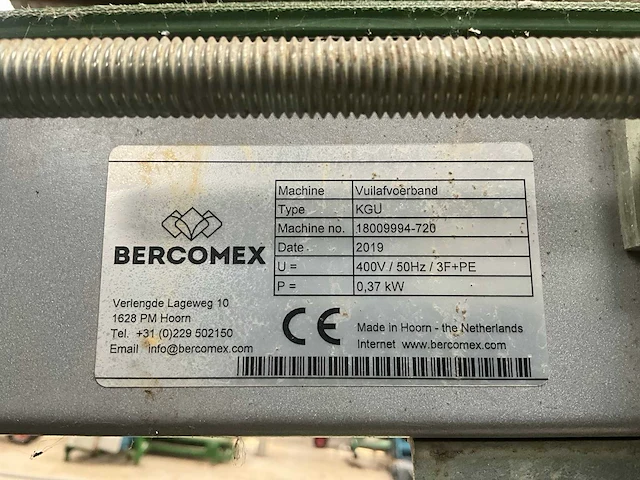 BERCOMEX
Machine Vuilafvoerband
Type KGU
Machine no. 18009994-720
Date 2019
U = 400V / 50Hz / 3F+PE
P = 0,37 kW
Verlengde Lageweg 10
1628 PM Hoorn
Tel. +31 (0)229 502150
Email info@bercomex.com
CE
Made in Hoorn - the Netherlands
Internet www.bercomex.com